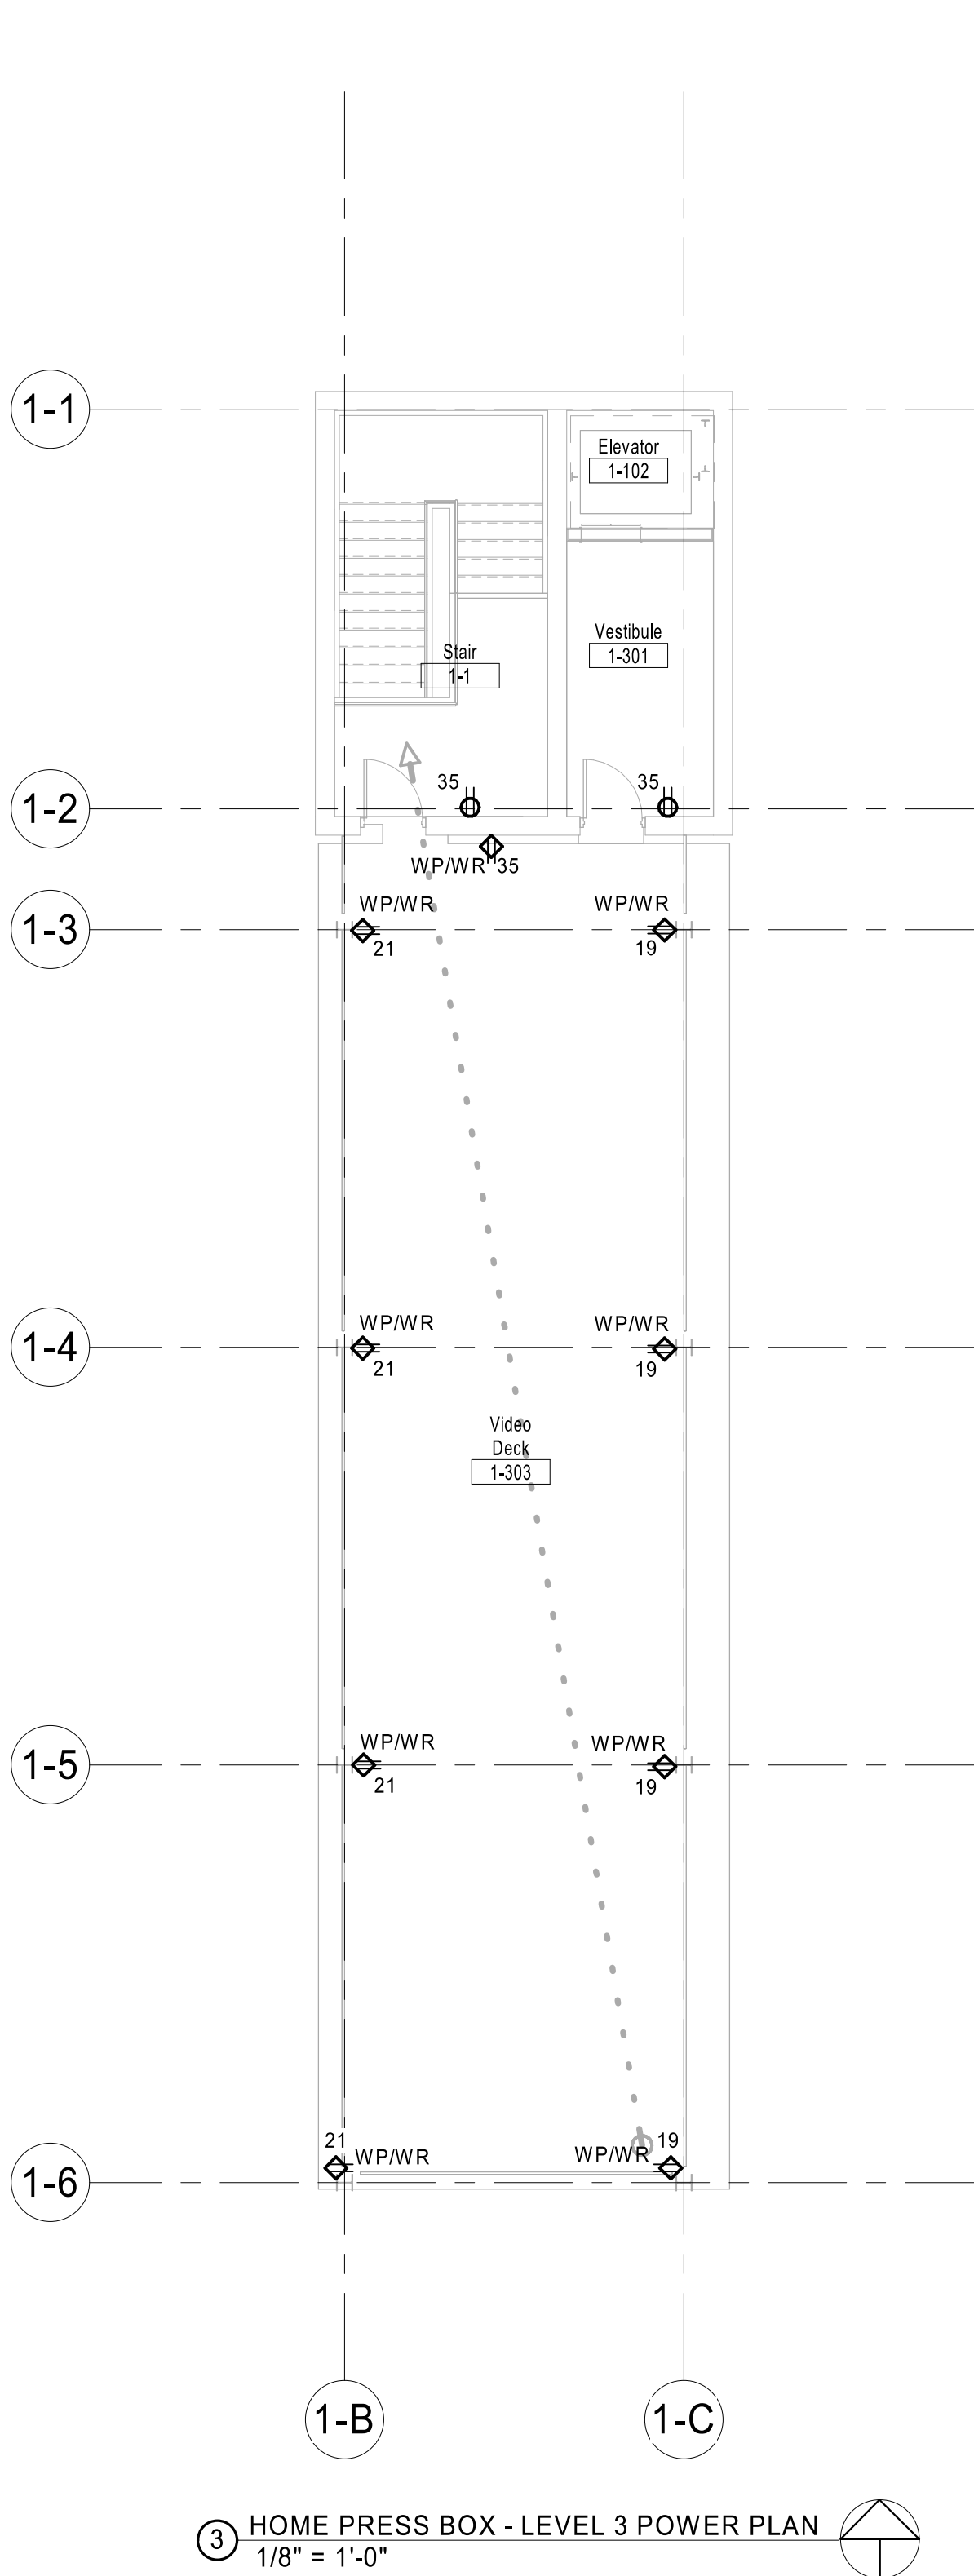 1-1
Elevator
1-102
Vestibule
1-301
Stair
1-1
35
35
1-2
WP/WR 35
WP/WR
WP/WR
1-3
21
19
WP/WR
WP/WR
1-4
21
19
Video
Deck
1-303
WP/WR
WP/WR
1-5
21
19
21
19
WP/WR
WP/WR
1-6
1-B
1-C
3
HOME PRESS BOX - LEVEL 3 POWER PLAN
1/8" = 1'-0"